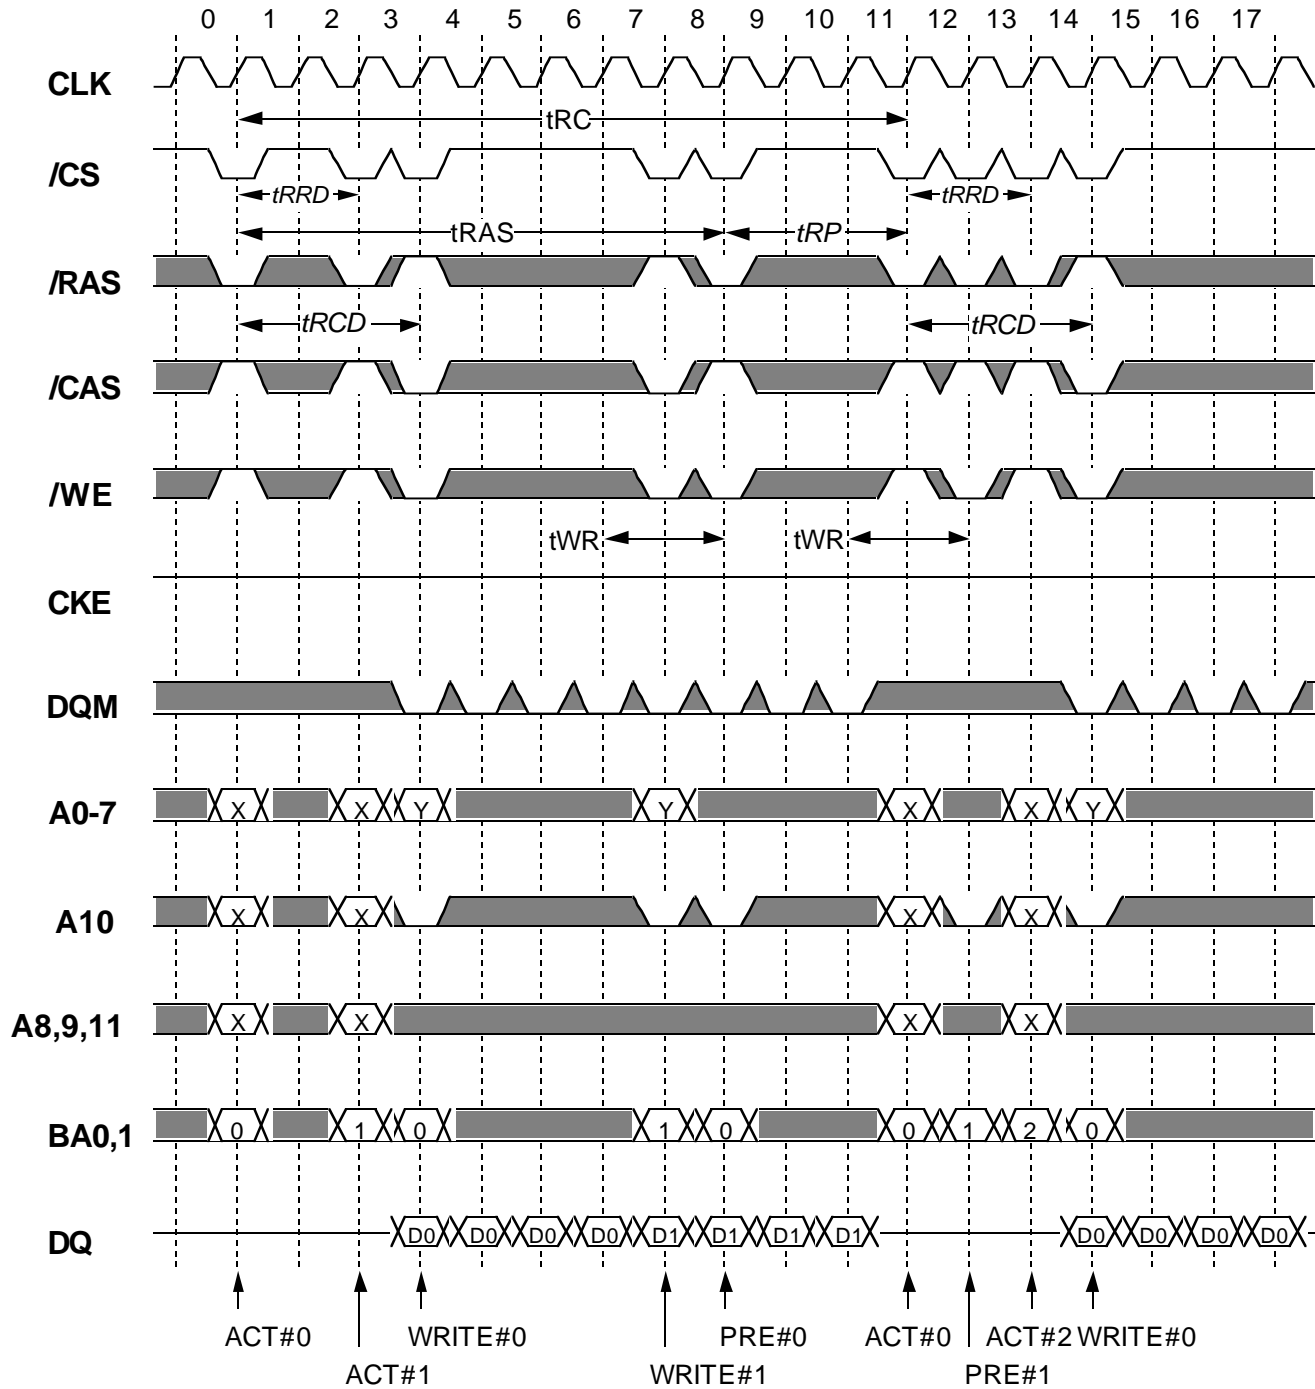 0 1 2 3 4 5 6 7 8 9 10 11 12 13 14 15 16 17
CLK
tRC
/CS
tRRD tRRD
tRAS tRP
/RAS
tRCD tRCD
/CAS
/WE
tWR tWR
CKE
DQM
A0-7 X X Y Y X X Y
A10 X X X X
A8,9,11 X X X X
BA0,1 0 1 0 1 0 0 1 2 0
DQ D0 D0 D0 D0 D1 D1 D1 D1 D0 D0 D0 D0
ACT#0 WRITE#0 PRE#0 ACT#0 ACT#2 WRITE#0
ACT#1 WRITE#1 PRE#1